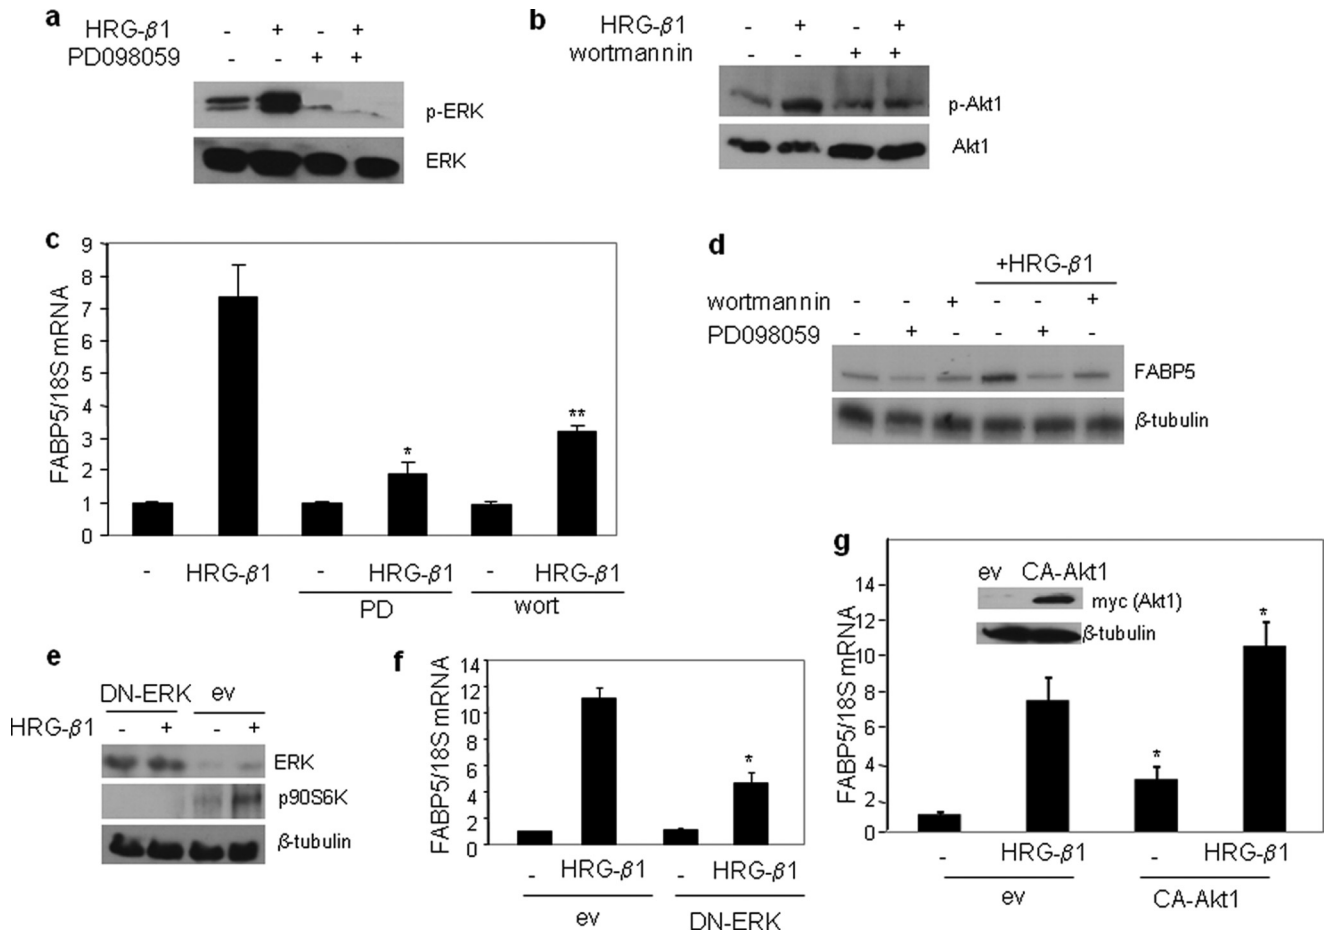 a
HRG-β1 - + - +
PD098059 - - + +
p-ERK
ERK
b
HRG-β1 - + - +
wortmannin - - + +
p-Akt1
Akt1
c
FABP5/18S mRNA
9
8
7
6
5
4
3
2
1
0
*
**
- HRG-β1 - HRG-β1 - HRG-β1
PD wort
d
+HRG-β1
wortmannin - - + - - +
PD098059 - + - - + -
FABP5
β-tubulin
e
DN-ERK ev
HRG-β1 - + - +
ERK
p90S6K
β-tubulin
f
FABP5/18S mRNA
14
12
10
8
6
4
2
0
*
- HRG-β1 - HRG-β1
ev DN-ERK
g
FABP5/18S mRNA
14
12
10
8
6
4
2
0
ev CA-Akt1
myc (Akt1)
β-tubulin
*
*
- HRG-β1 - HRG-β1
ev CA-Akt1